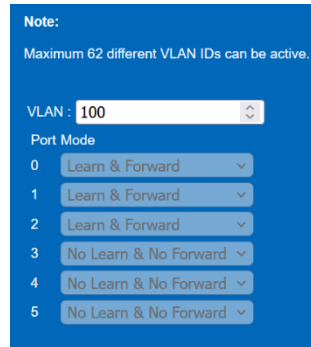 Note:
Maximum 62 different VLAN IDs can be active.
VLAN : 100
Port Mode
0 Learn & Forward
1 Learn & Forward
2 Learn & Forward
3 No Learn & No Forward
4 No Learn & No Forward
5 No Learn & No Forward